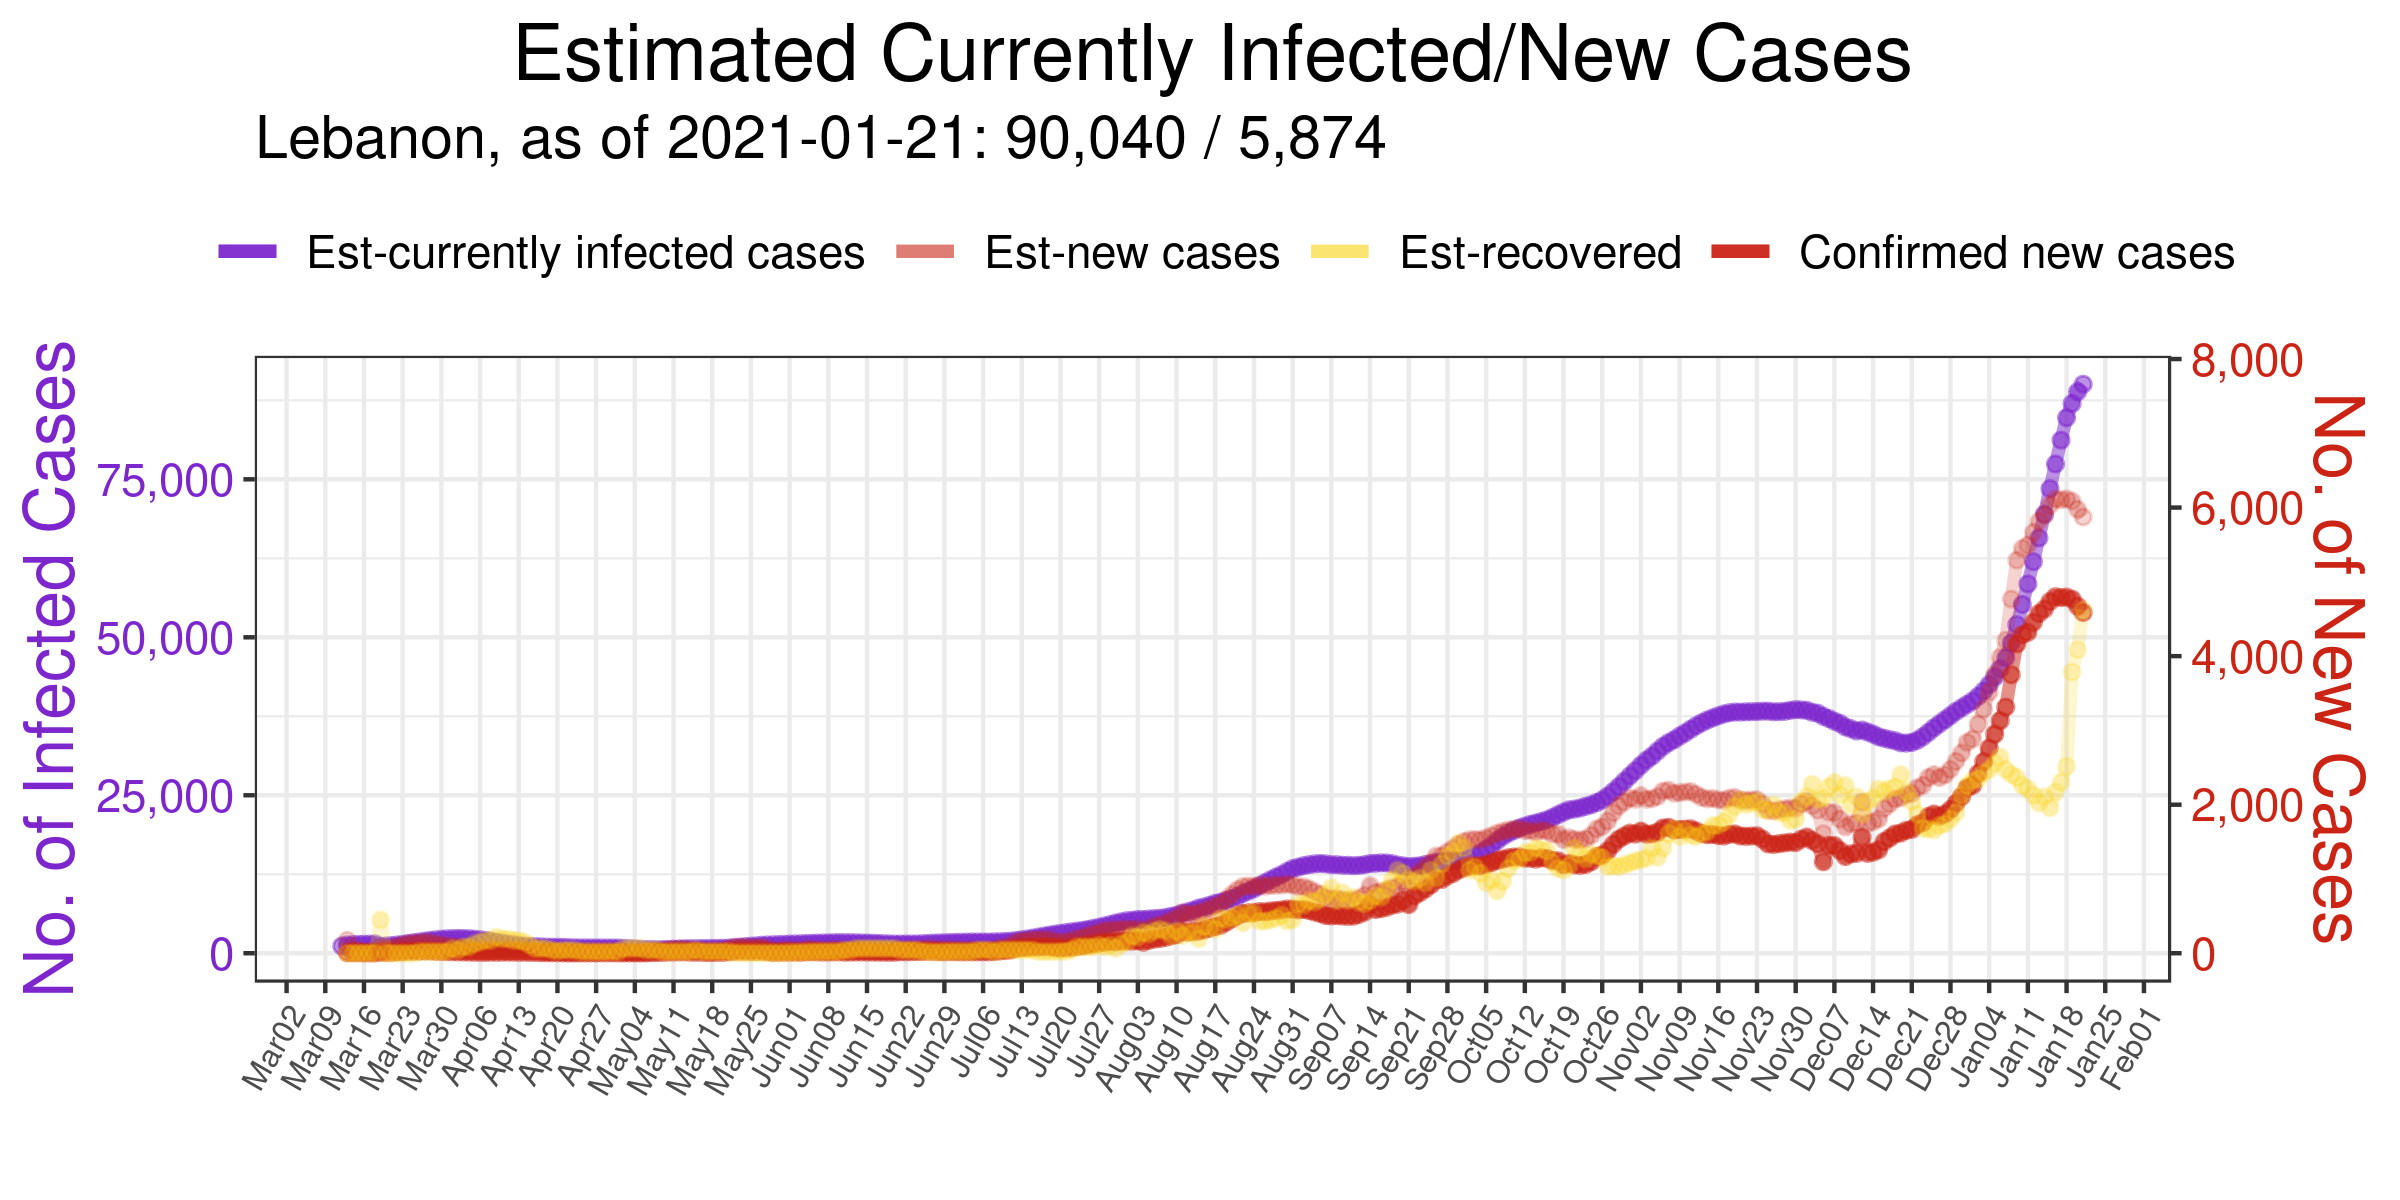 Estimated Currently Infected/New Cases
Lebanon, as of 2021-01-21: 90,040 / 5,874
Est-currently infected cases Est-new cases Est-recovered Confirmed new cases
No. of Infected Cases
75,000
50,000
25,000
0
8,000
6,000
4,000
2,000
0
No. of New Cases
Mar02 Mar09 Mar16 Mar23 Mar30 Apr06 Apr13 Apr20 Apr27 May04 May11 May18 May25 Jun01 Jun08 Jun15 Jun22 Jun29 Jul06 Jul13 Jul20 Jul27 Aug03 Aug10 Aug17 Aug24 Aug31 Sep07 Sep14 Sep21 Sep28 Oct05 Oct12 Oct19 Oct26 Nov02 Nov09 Nov16 Nov23 Nov30 Dec07 Dec14 Dec21 Dec28 Jan04 Jan11 Jan18 Jan25 Feb01